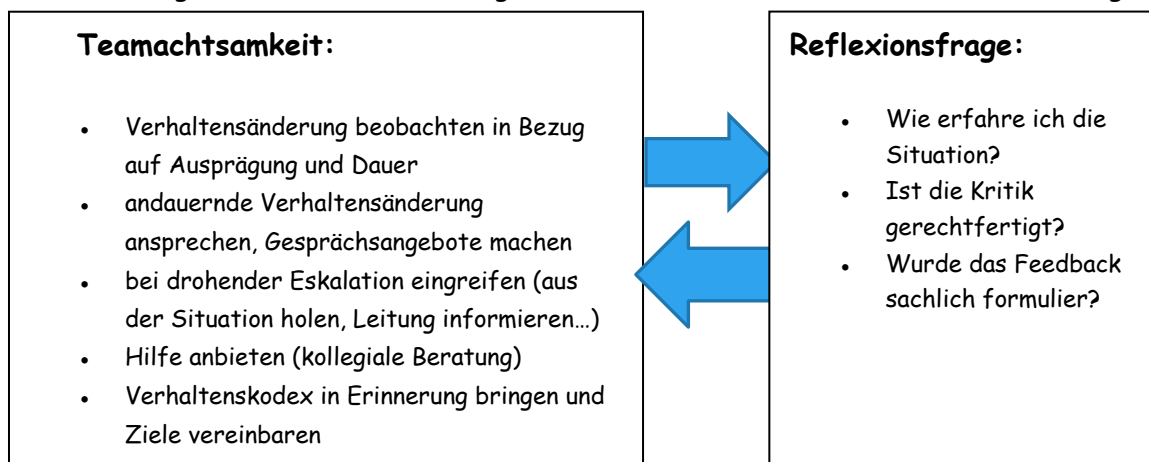 Teamachtsamkeit:
Verhaltensänderung beobachten in Bezug
auf Ausprägung und Dauer
andauernde Verhaltensänderung
ansprechen, Gesprächsangebote machen
bei drohender Eskalation eingreifen (aus
der Situation holen, Leitung informieren…)
Hilfe anbieten (kollegiale Beratung)
Verhaltenskodex in Erinnerung bringen und
Ziele vereinbaren
Reflexionsfrage:
Wie erfahre ich die
Situation?
Ist die Kritik
gerechtfertigt?
Wurde das Feedback
sachlich formulier?